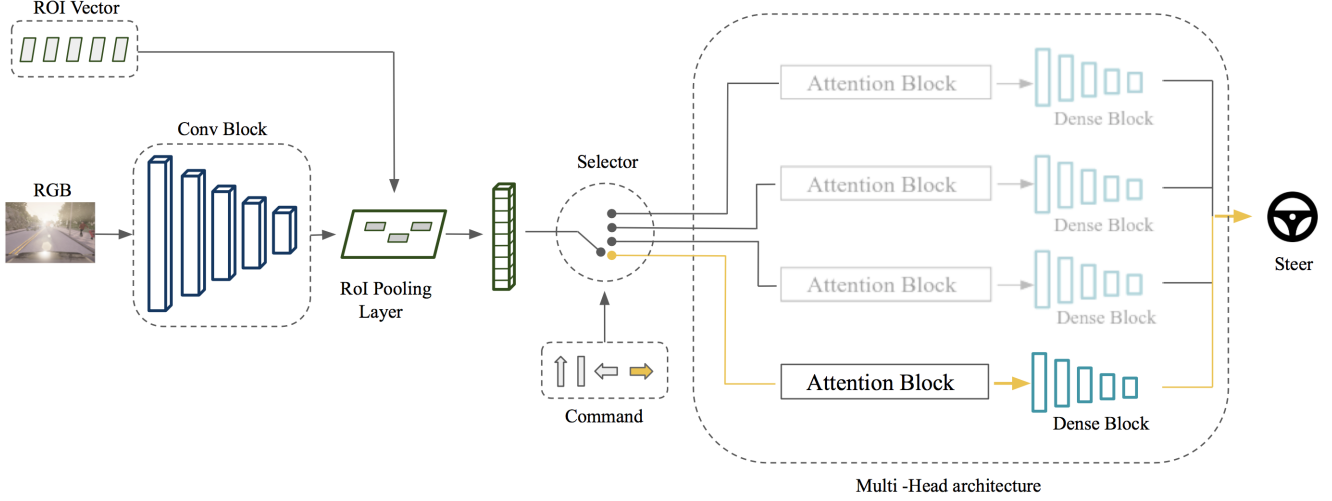 ROI Vector
Conv Block
RGB
RoI Pooling
Layer
Selector
Command
Attention Block
Dense Block
Attention Block
Dense Block
Attention Block
Dense Block
Attention Block
Dense Block
Steer
Multi -Head architecture